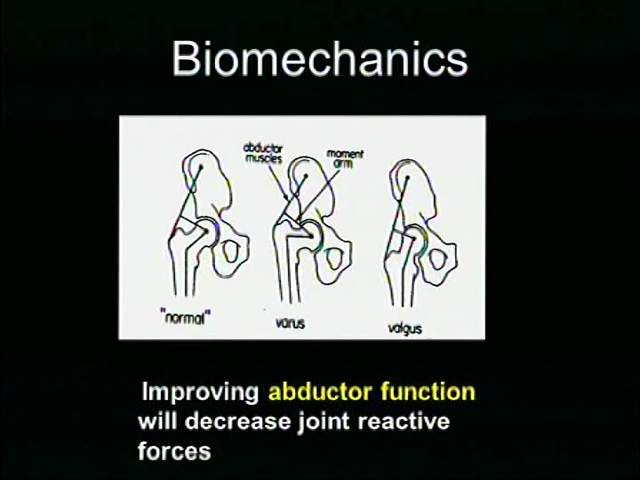 Biomechanics
abductor
muscles
moment
arm
"normal"
varus
valgus
Improving abductor function
will decrease joint reactive
forces